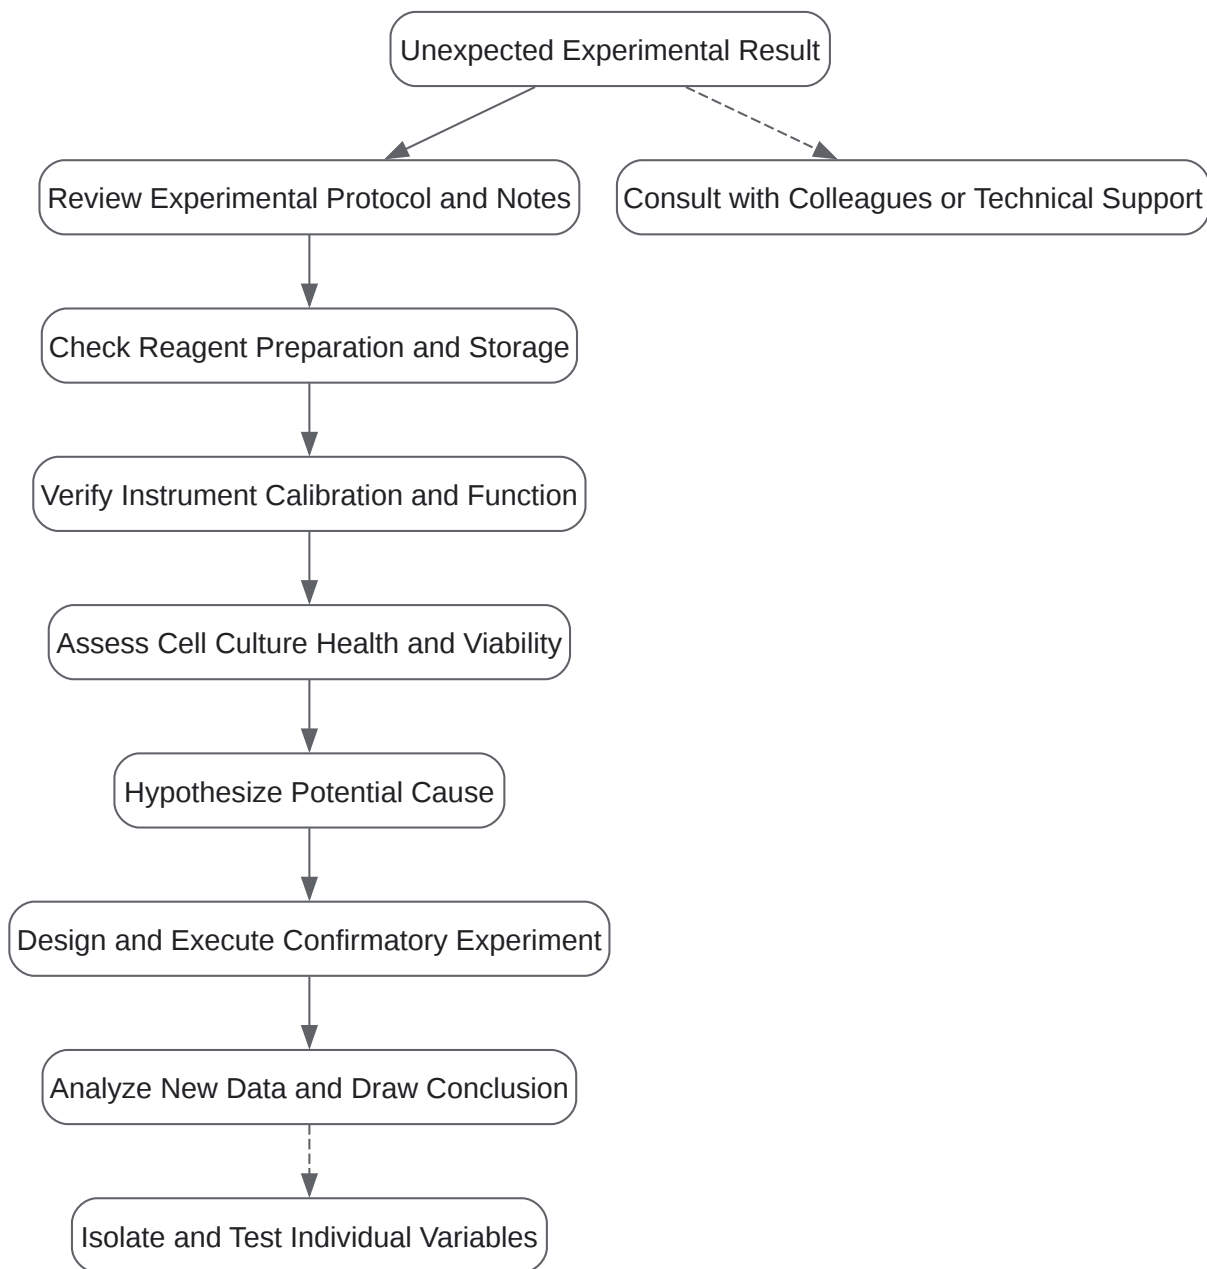 Unexpected Experimental Result
Review Experimental Protocol and Notes
Consult with Colleagues or Technical Support
Check Reagent Preparation and Storage
Verify Instrument Calibration and Function
Assess Cell Culture Health and Viability
Hypothesize Potential Cause
Design and Execute Confirmatory Experiment
Analyze New Data and Draw Conclusion
Isolate and Test Individual Variables